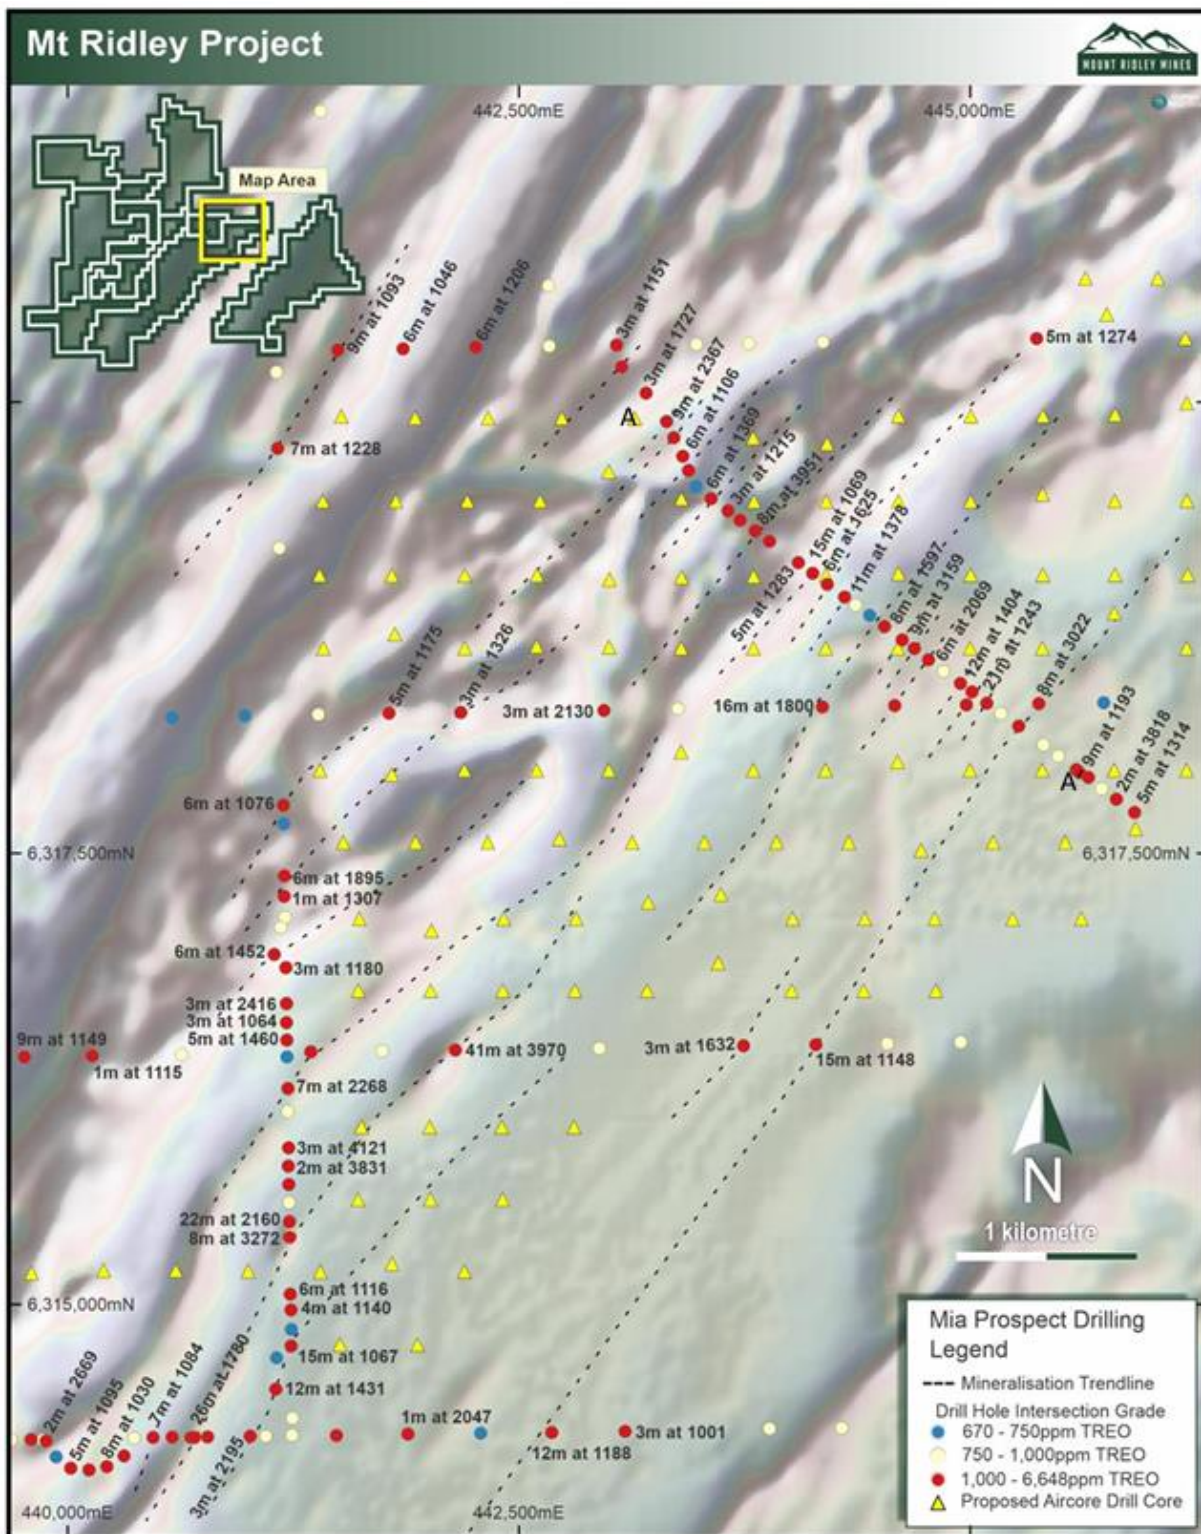 Mt Ridley Project
MOUNT RIDLEY MINES
442,500mE
445,000mE
Map Area
9m at 1093
6m at 1046
6m at 1206
3m at 1151
3m at 1727
9m at 2367
6m at 1106
5m at 1274
A
7m at 1228
6m at 1369
3m at 1215
8m at 3951
15m at 1069
6m at 1625
11m at 1378
5m at 1283
8m at 1597
9m at 3159
6m at 2069
12m at 1404
1243
8m at 3022
5m at 1175
3m at 1326
3m at 2130
16m at 1800
9m at 1193
2m at 3818
5m at 1314
A
6m at 1076
6,317,500mN
6,317,500mN
6m at 1895
1m at 1307
6m at 1452
3m at 1180
3m at 2416
3m at 1064
5m at 1460
9m at 1149
1m at 1115
41m at 3970
3m at 1632
15m at 1148
7m at 2268
3m at 4121
2m at 3831
22m at 2160
8m at 3272
N
1 kilometre
6m at 1116
4m at 1140
6,315,000mN
15m at 1067
12m at 1431
2m at 2669
5m at 1095
8m at 1030
7m at 1084
26m at 1780
3m at 2195
1m at 2047
12m at 1188
3m at 1001
440,000mE
442,500mE
Mia Prospect Drilling
Legend
Mineralisation Trendline
Drill Hole Intersection Grade
670 - 750ppm TREO
750 - 1,000ppm TREO
1,000 - 6,648ppm TREO
Proposed Aircore Drill Core